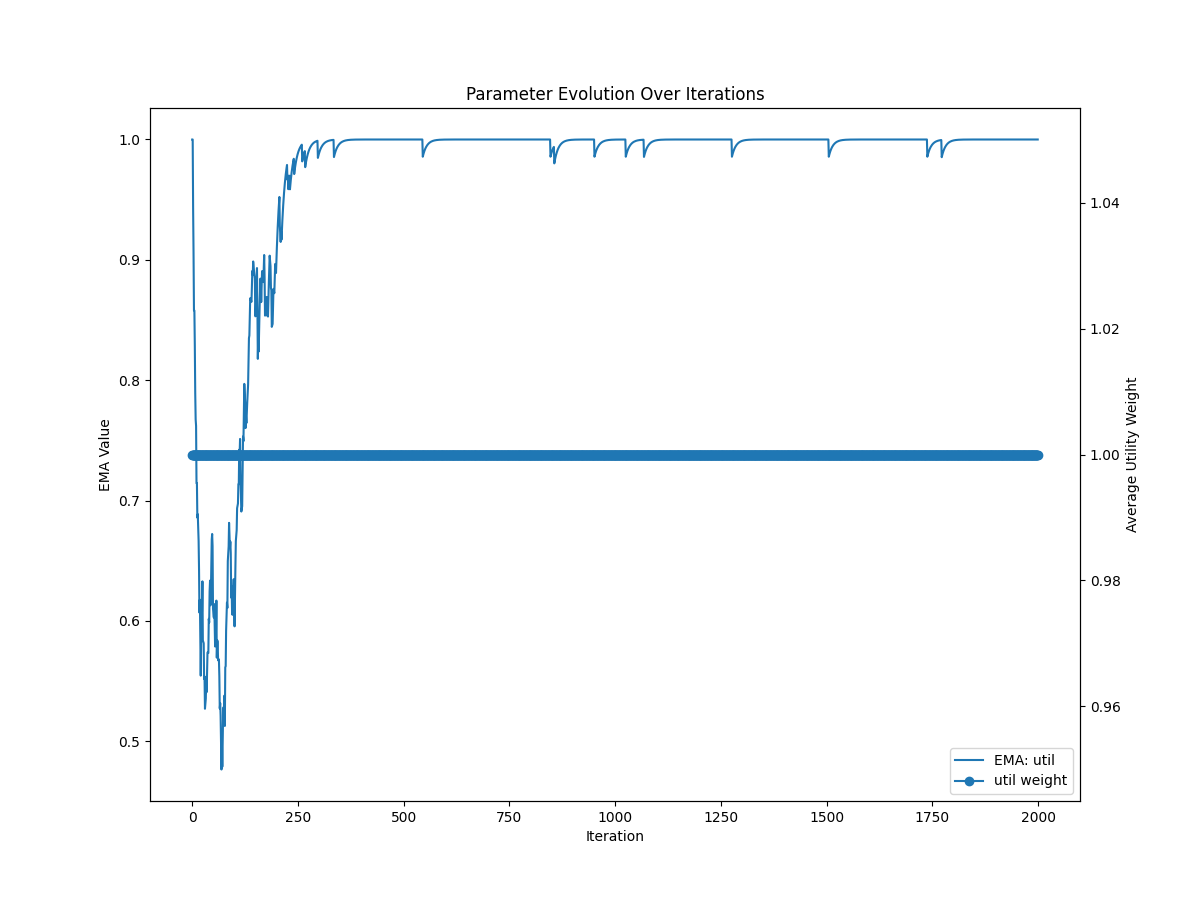 Parameter Evolution Over Iterations
1.0
0.9
0.8
0.7
0.6
0.5
EMA Value
1.04
1.02
1.00
0.98
0.96
Average Utility Weight
EMA: util
util weight
0 250 500 750 1000 1250 1500 1750 2000
Iteration